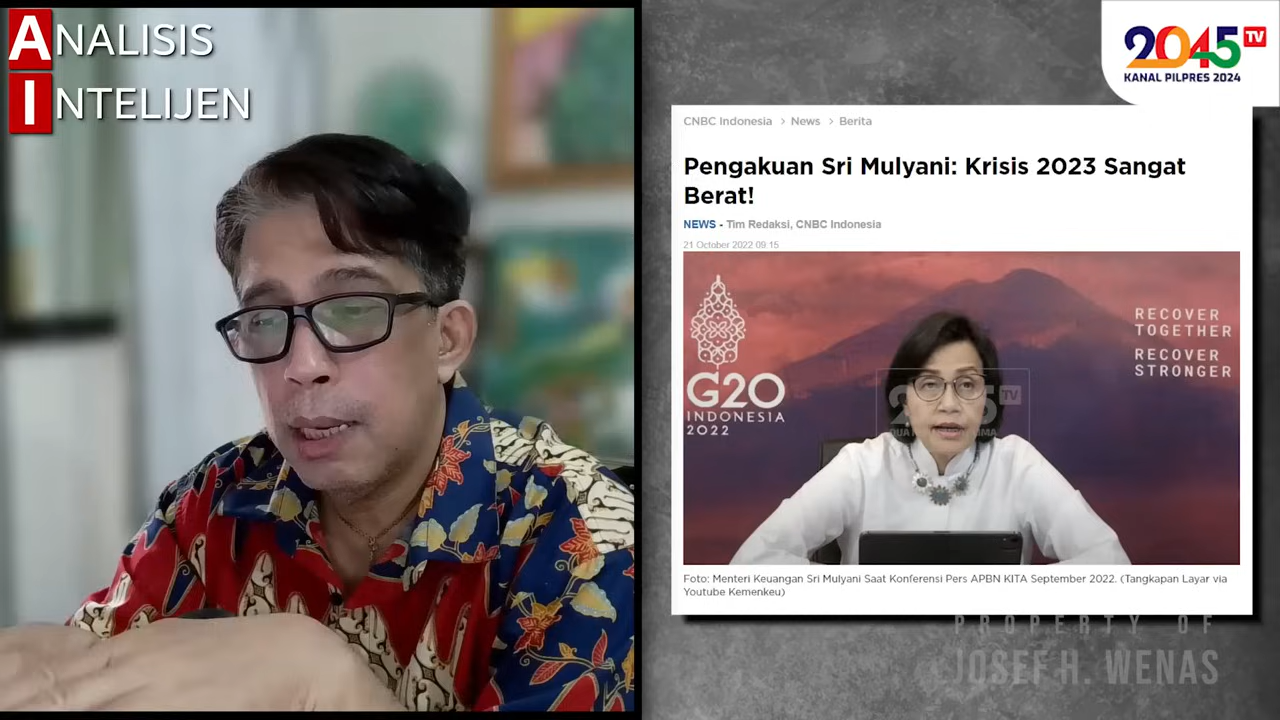 ANALISIS
INTELIJEN
2045 TV
KANAL PILPRES 2024
CNBC Indonesia > News > Berita
Pengakuan Sri Mulyani: Krisis 2023 Sangat
Berat!
NEWS - Tim Redaksi, CNBC Indonesia
21 October 2022 09:15
G20
INDONESIA
2022
RECOVER
TOGETHER
RECOVER
STRONGER
Foto: Menteri Keuangan Sri Mulyani Saat Konferensi Pers APBN KITA September 2022. (Tangkapan Layar via
Youtube Kemenkeu)
PROPERTY OF
JOSEF H. WENAS